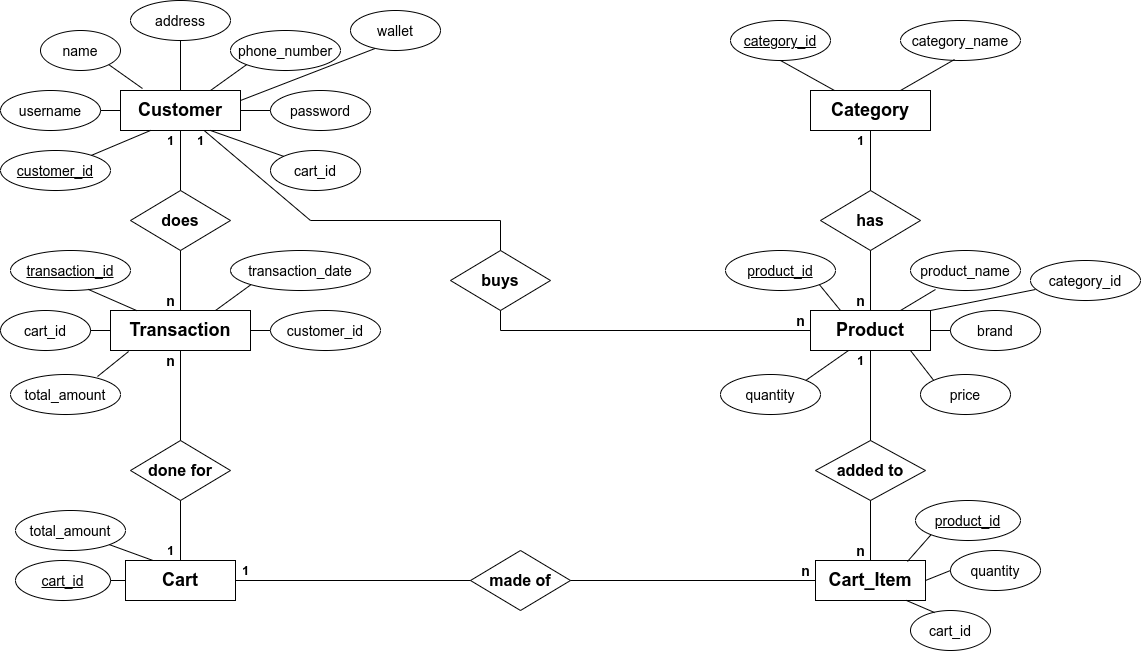 address
wallet
name
phone_number
category_id
category_name
username
Customer
password
Category
1
1
1
customer_id
cart_id
does
has
buys
transaction_id
transaction_date
product_id
product_name
category_id
n
n
n
cart_id
Transaction
customer_id
Product
brand
n
1
total_amount
quantity
price
done for
added to
total_amount
product_id
1
n
1
n
cart_id
Cart
made of
Cart_Item
quantity
cart_id